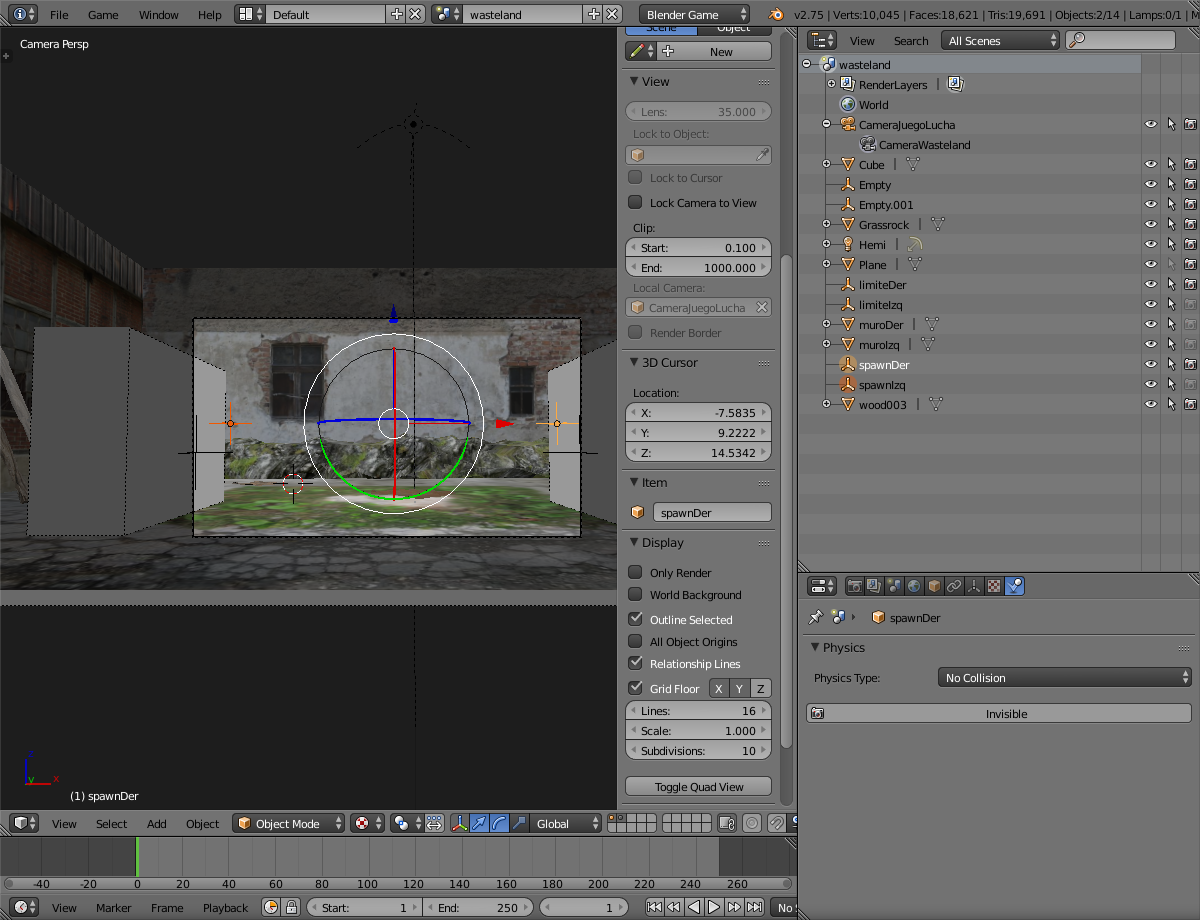 File Game Window Help Default wasteland Blender Game v2.75 | Verts:10,045 | Faces:18,621 | Tris:19,691 | Objects:2/14 | Lamps:0/1 | M
Camera Persp
Scene Object
New
View
Lens: 35.000
Lock to Object:
Lock to Cursor
Lock Camera to View
Clip:
Start: 0.100
End: 1000.000
Local Camera:
CameraJuegoLucha
Render Border
3D Cursor
Location:
X: -7.5835
Y: 9.2222
Z: 14.5342
Item
spawnDer
Display
Only Render
World Background
Outline Selected
All Object Origins
Relationship Lines
Grid Floor X Y Z
Lines: 16
Scale: 1.000
Subdivisions: 10
Toggle Quad View
z
y x
(1) spawnDer
View Select Add Object Object Mode Global
-40 -20 0 20 40 60 80 100 120 140 160 180 200 220 240 260
View Marker Frame Playback Start: 1 End: 250 1 No
View Search All Scenes
wasteland
RenderLayers |
World
CameraJuegoLucha
CameraWasteland
Cube |
Empty
Empty.001
Grassrock |
Hemi |
Plane |
limiteDer
limiteIzq
muroDer |
muroIzq |
spawnDer
spawnIzq
wood003 |
spawnDer
Physics
Physics Type: No Collision
Invisible